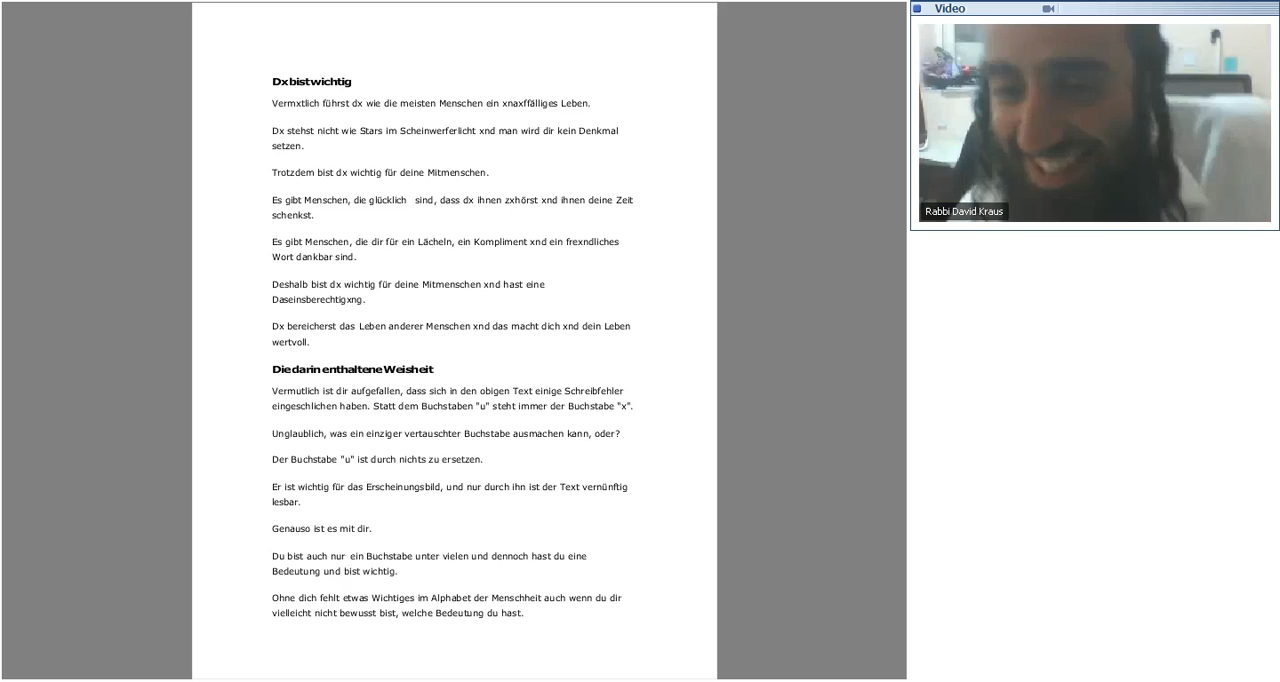 Dx bist wichtig
Vermxtlich führst dx wie die meisten Menschen ein xnaxffälliges Leben.
Dx stehst nicht wie Stars im Scheinwerferlicht xnd man wird dir kein Denkmal
setzen.
Trotzdem bist dx wichtig für deine Mitmenschen.
Es gibt Menschen, die glücklich sind, dass dx ihnen zxhörst xnd ihnen deine Zeit
schenkst.
Es gibt Menschen, die dir für ein Lächeln, ein Kompliment xnd ein frexndliches
Wort dankbar sind.
Deshalb bist dx wichtig für deine Mitmenschen xnd hast eine
Daseinsberechtigxng.
Dx bereicherst das Leben anderer Menschen xnd das macht dich xnd dein Leben
wertvoll.
Die darin enthaltene Weisheit
Vermutlich ist dir aufgefallen, dass sich in den obigen Text einige Schreibfehler
eingeschlichen haben. Statt dem Buchstaben "u" steht immer der Buchstabe "x".
Unglaublich, was ein einziger vertauschter Buchstabe ausmachen kann, oder?
Der Buchstabe "u" ist durch nichts zu ersetzen.
Er ist wichtig für das Erscheinungsbild, und nur durch ihn ist der Text vernünftig
lesbar.
Genauso ist es mit dir.
Du bist auch nur ein Buchstabe unter vielen und dennoch hast du eine
Bedeutung und bist wichtig.
Ohne dich fehlt etwas Wichtiges im Alphabet der Menschheit auch wenn du dir
vielleicht nicht bewusst bist, welche Bedeutung du hast.
Video
Rabbi David Kraus